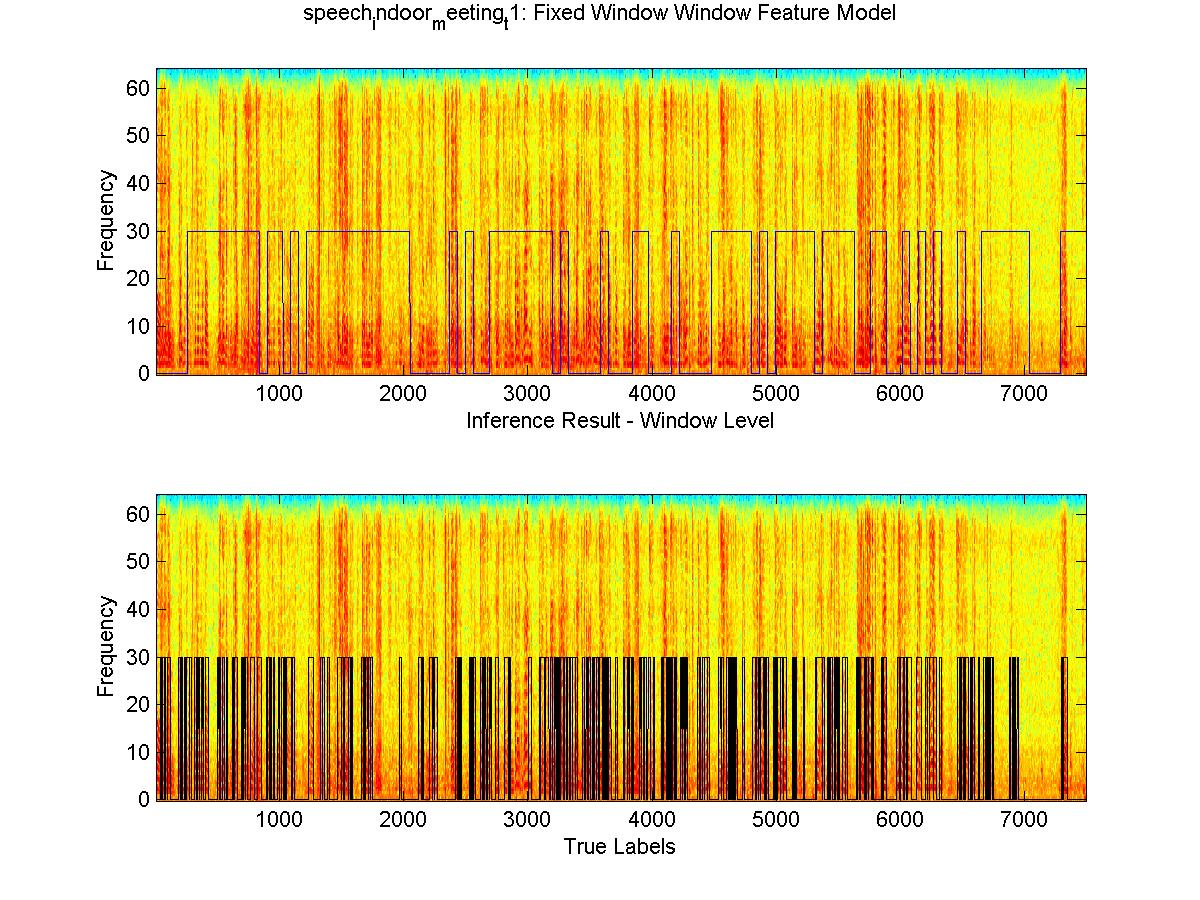 speechindoormeetingt1: Fixed Window Window Feature Model
60
50
40
30
20
10
0
Frequency
1000 2000 3000 4000 5000 6000 7000
Inference Result - Window Level
60
50
40
30
20
10
0
Frequency
1000 2000 3000 4000 5000 6000 7000
True Labels